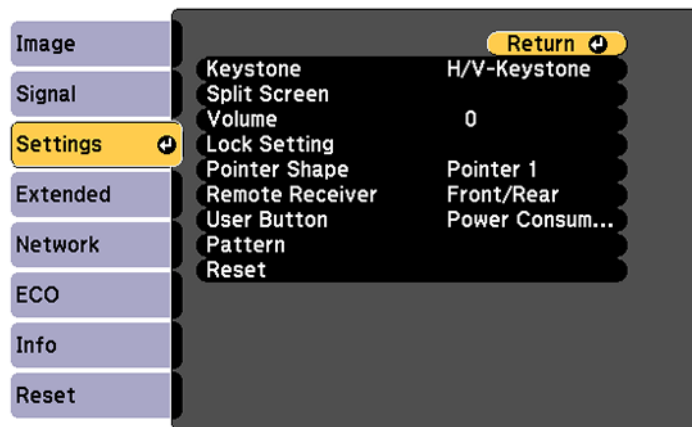 Image
Signal
Settings
Extended
Network
ECO
Info
Reset
Return
Keystone H/V-Keystone
Split Screen
Volume 0
Lock Setting
Pointer Shape Pointer 1
Remote Receiver Front/Rear
User Button Power Consum...
Pattern
Reset